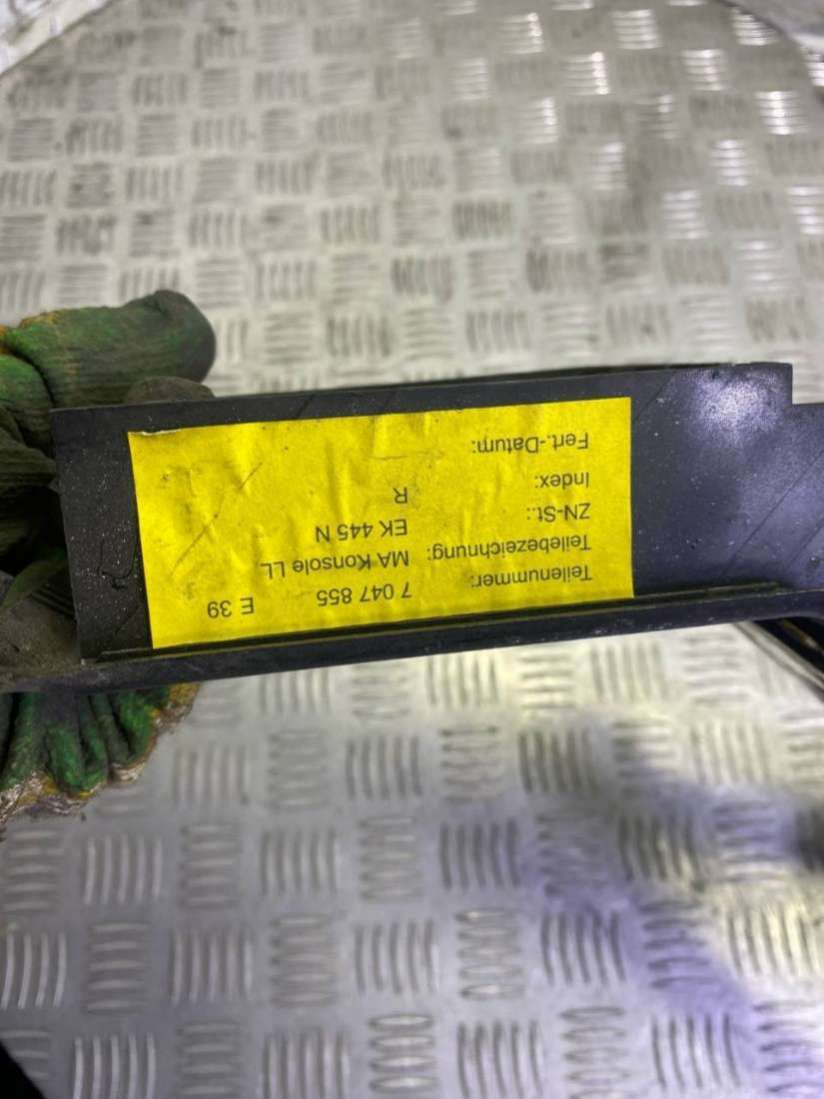 Teilenummer: 7 047 855 E 39
Teilebezeichnung: MA Konsole LL
ZN-St.: EK 445 N
Index: R
Fert.-Datum: